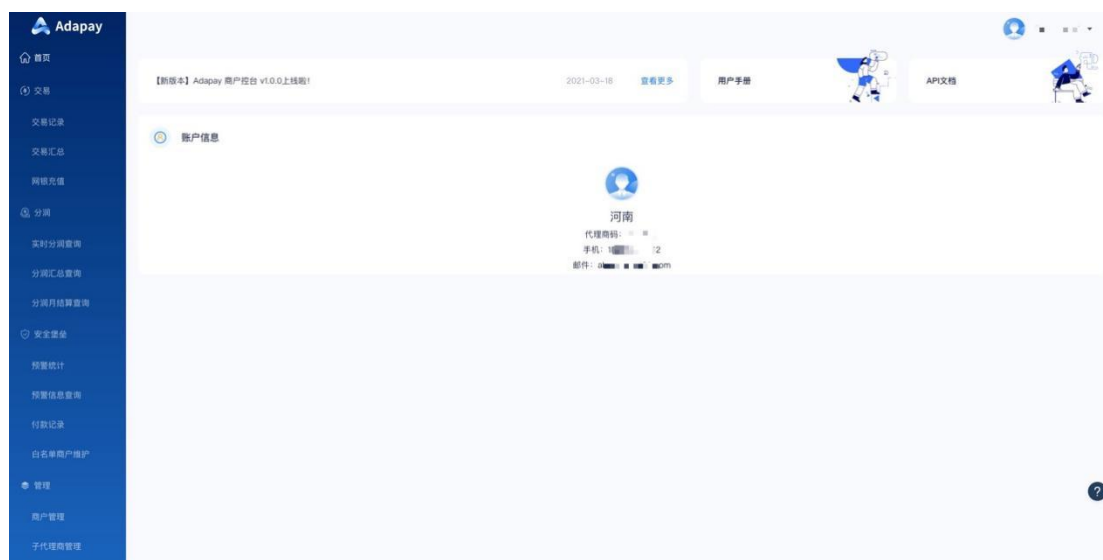 Adapay
首页
交易
交易记录
交易汇总
网银充值
分润
实时分润查询
分润汇总查询
分润月结算查询
安全堡垒
预警统计
预警信息查询
付款记录
白名单商户维护
管理
商户管理
子代理商管理
【新版本】Adapay 商户控台 v1.0.0上线啦! 2021-03-18 查看更多
用户手册
API文档
账户信息
河南
代理商码:
手机:
邮件:
?